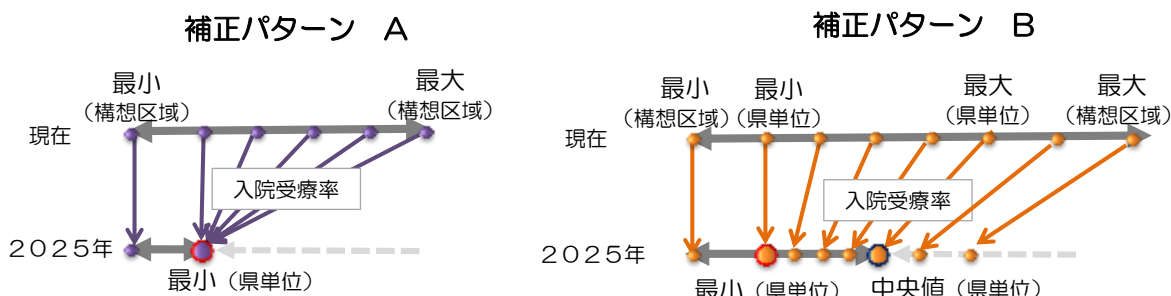 補正パターン　A
最小
（構想区域）
最大
（構想区域）
現在
入院受療率
２０２５年
最小（県単位）
補正パターン　B
最小
（構想区域）
最小
（県単位）
最大
（県単位）
最大
（構想区域）
現在
入院受療率
２０２５年
最小（県単位）
中央値（県単位）